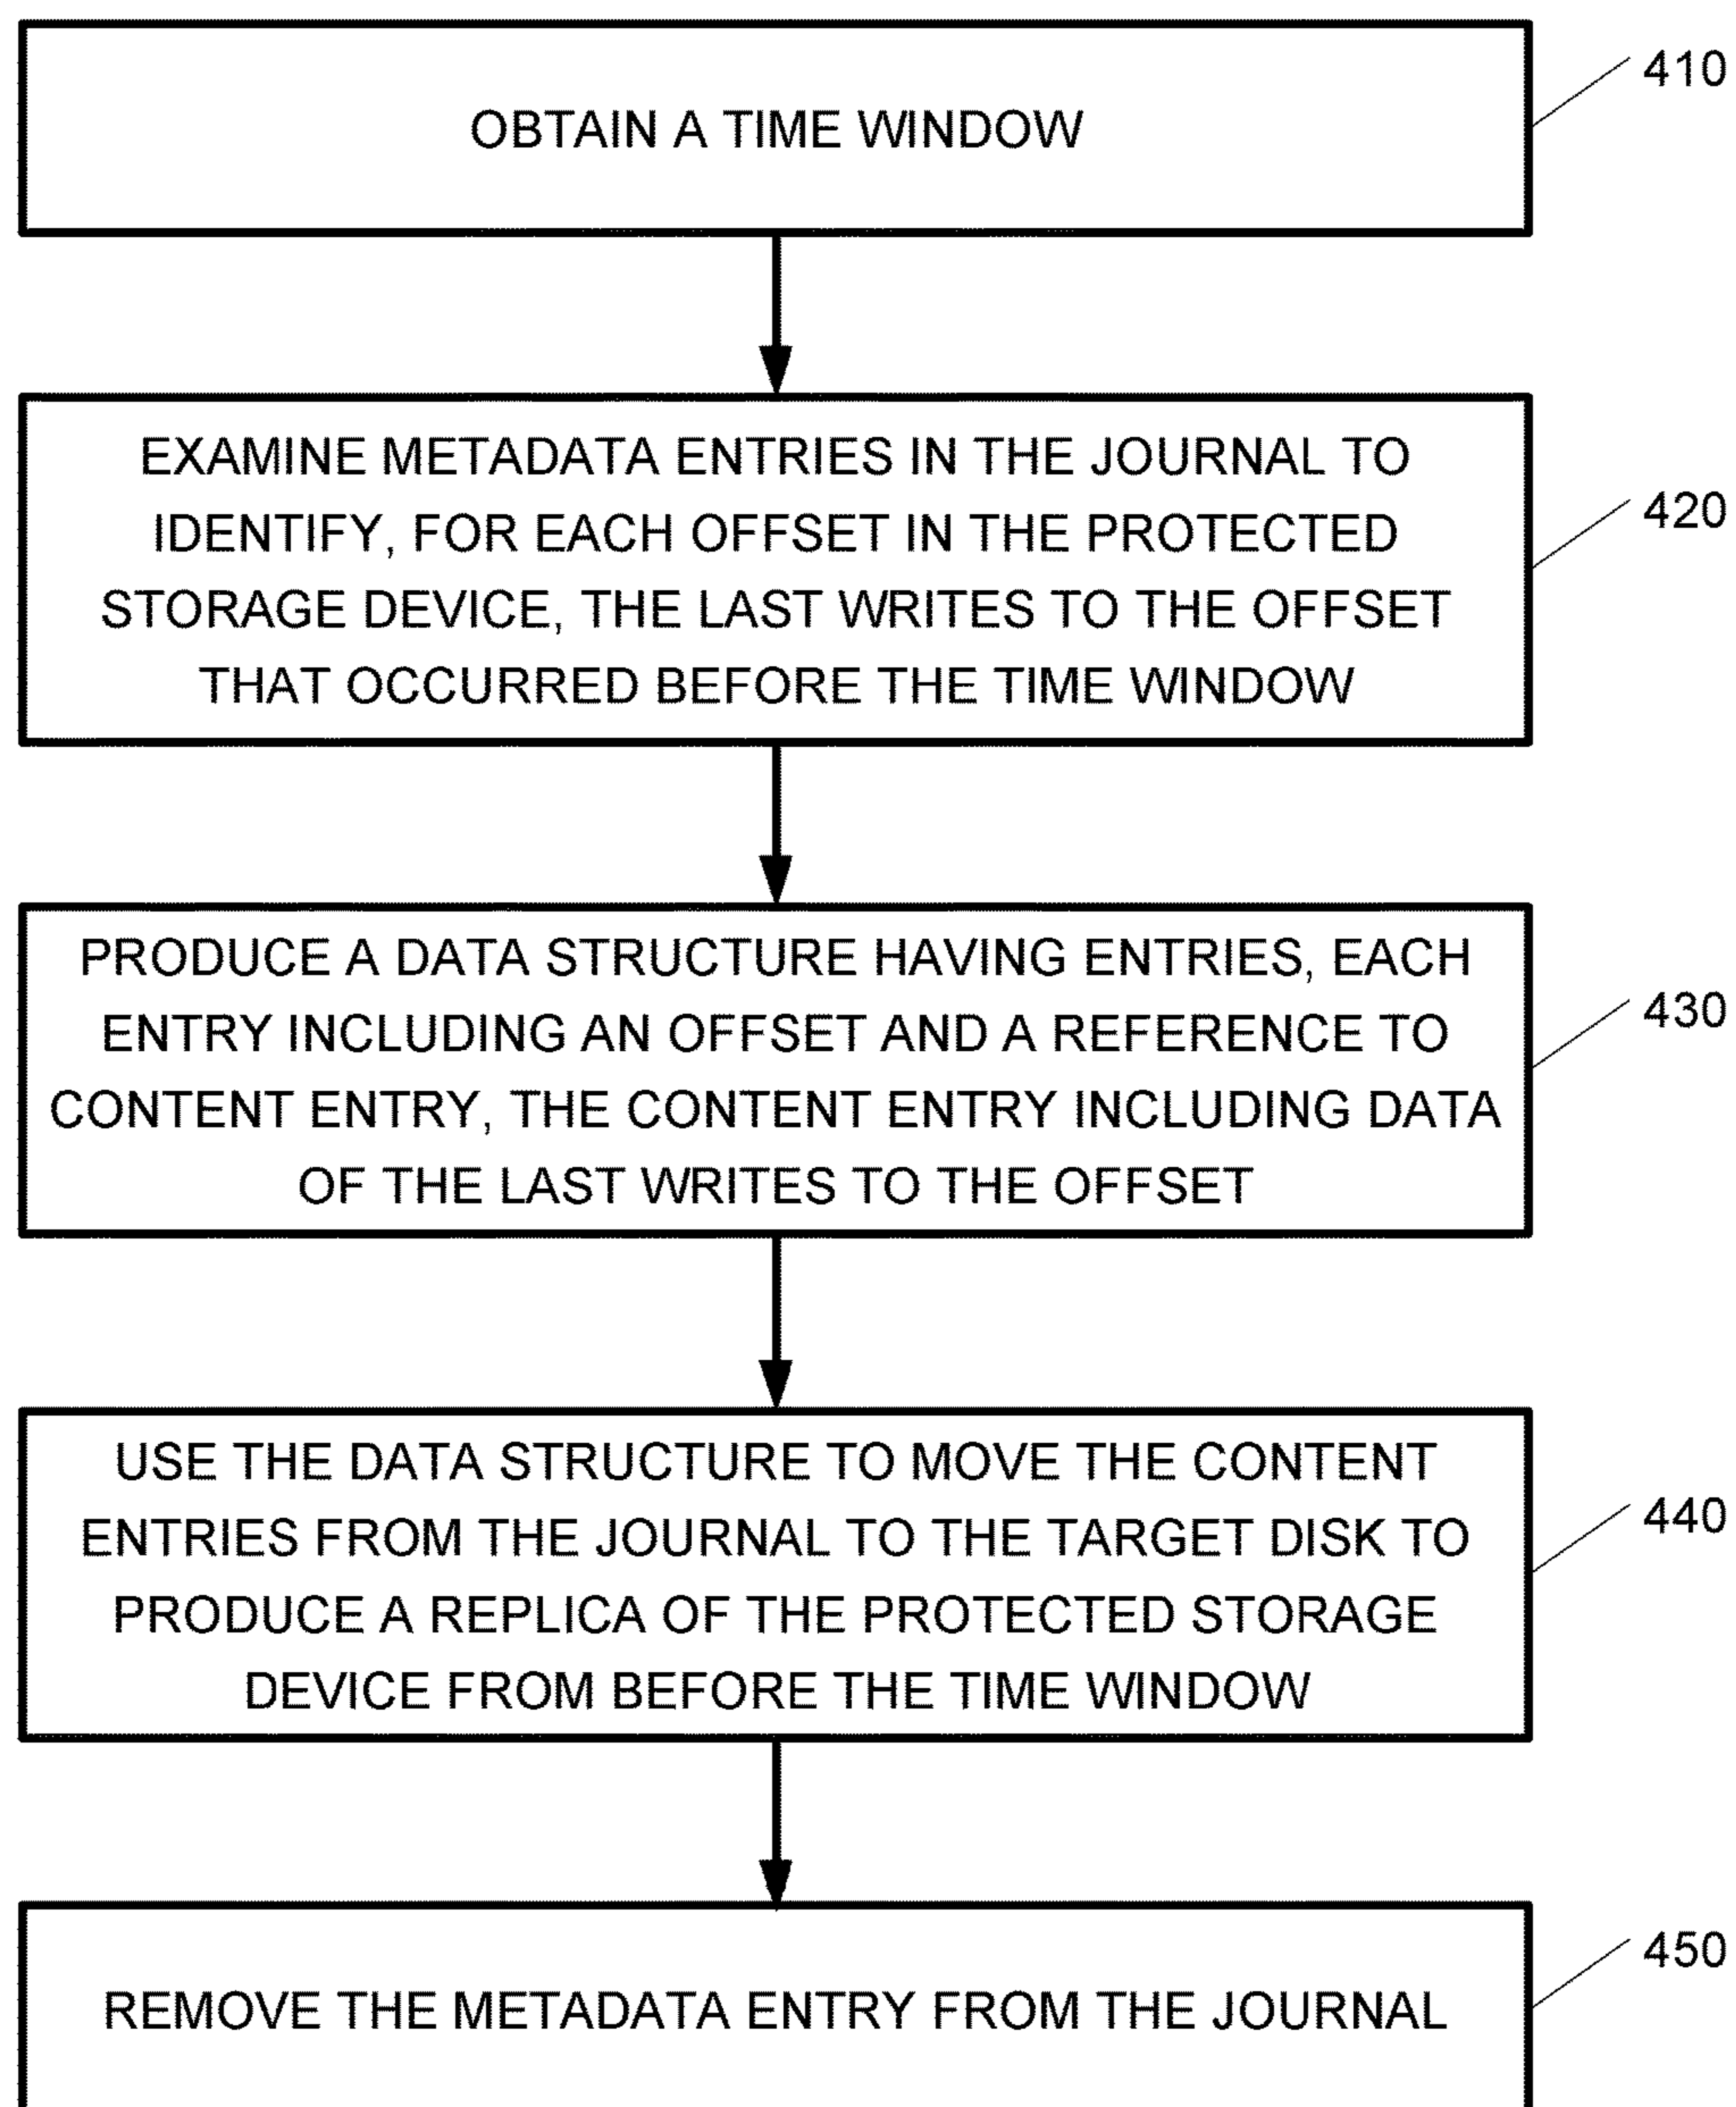 OBTAIN A TIME WINDOW
410
EXAMINE METADATA ENTRIES IN THE JOURNAL TO
IDENTIFY, FOR EACH OFFSET IN THE PROTECTED
STORAGE DEVICE, THE LAST WRITES TO THE OFFSET
THAT OCCURRED BEFORE THE TIME WINDOW
420
PRODUCE A DATA STRUCTURE HAVING ENTRIES, EACH
ENTRY INCLUDING AN OFFSET AND A REFERENCE TO
CONTENT ENTRY, THE CONTENT ENTRY INCLUDING DATA
OF THE LAST WRITES TO THE OFFSET
430
USE THE DATA STRUCTURE TO MOVE THE CONTENT
ENTRIES FROM THE JOURNAL TO THE TARGET DISK TO
PRODUCE A REPLICA OF THE PROTECTED STORAGE
DEVICE FROM BEFORE THE TIME WINDOW
440
REMOVE THE METADATA ENTRY FROM THE JOURNAL
450